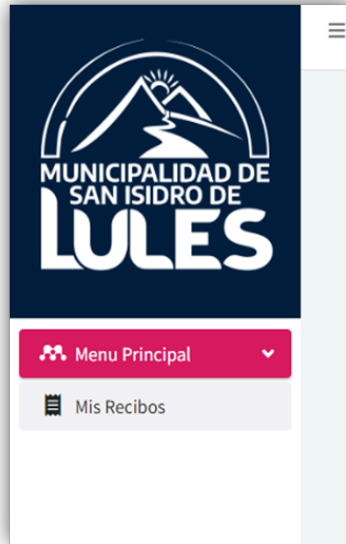 MUNICIPALIDAD DE
SAN ISIDRO DE
LULES
Menu Principal
Mis Recibos